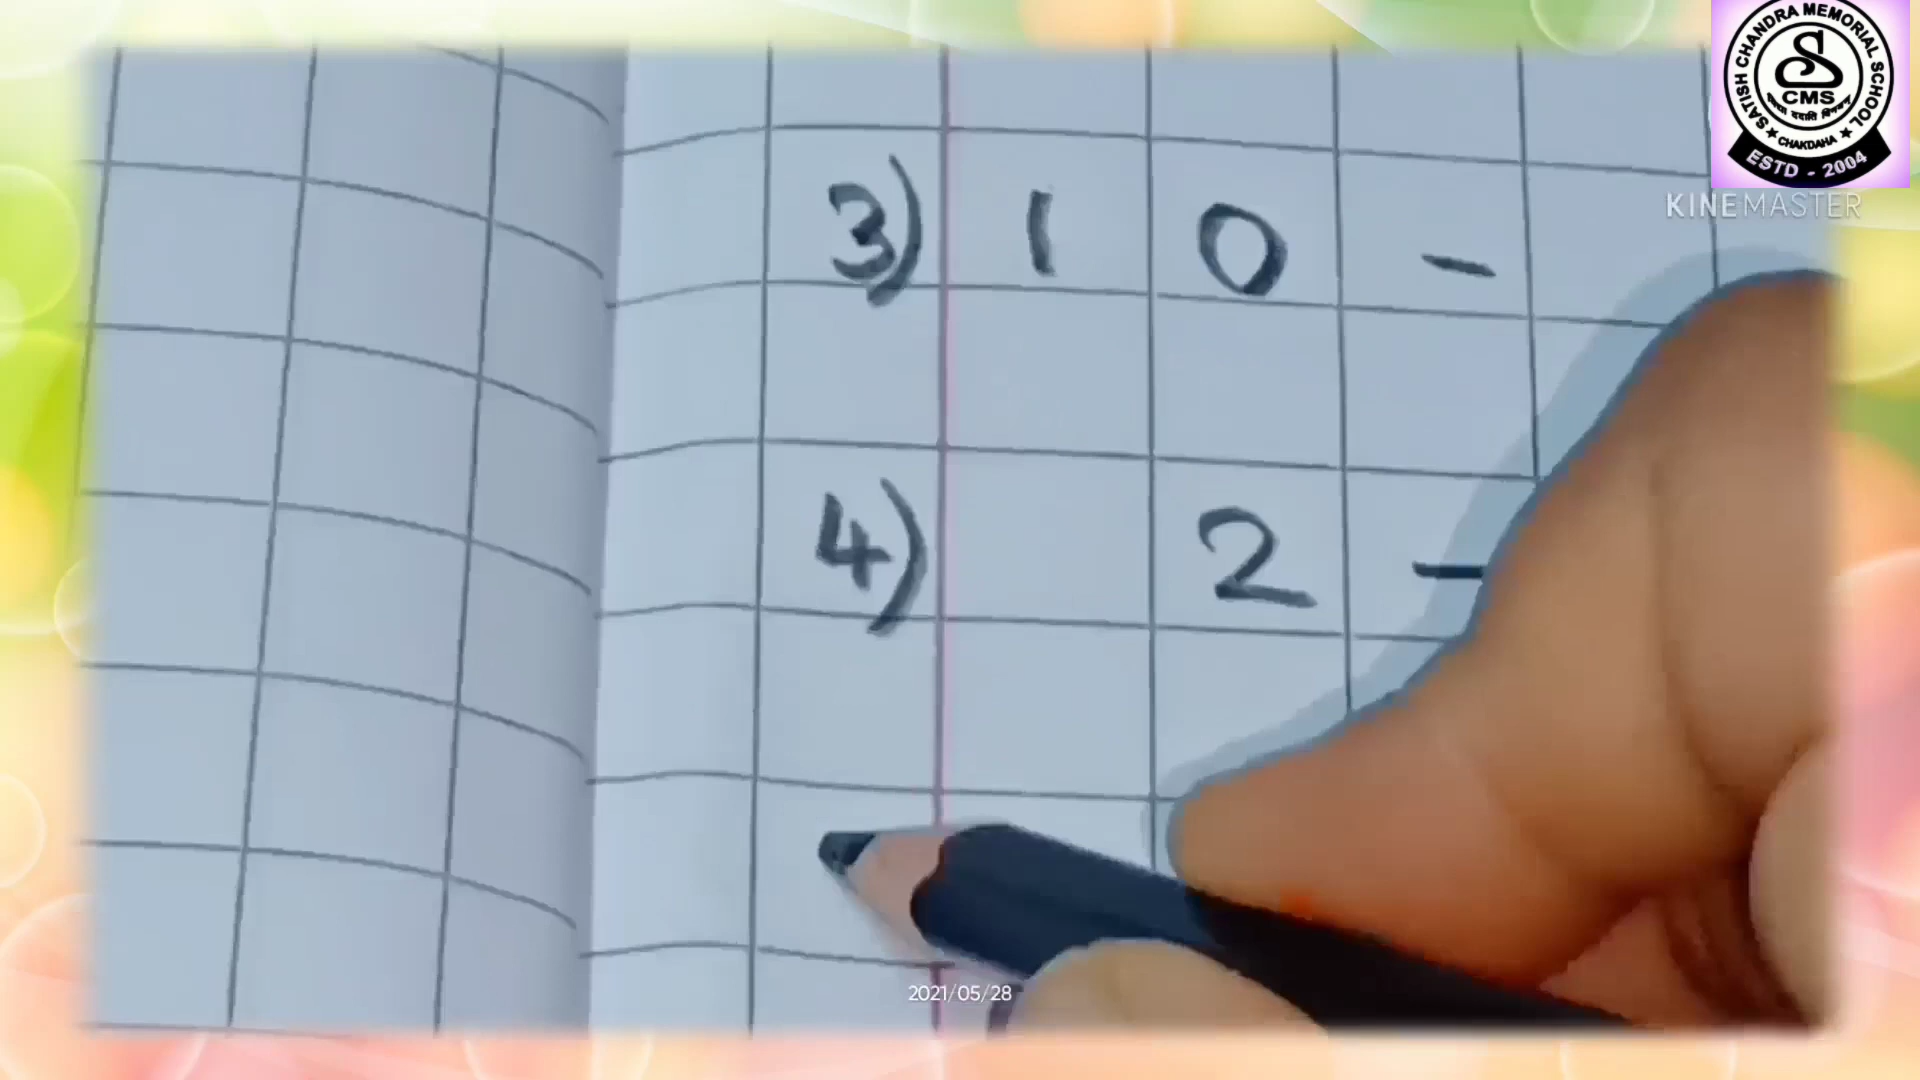 SATISH CHANDRA MEMORIAL SCHOOL
CMS
★ CHAKDAHA ★
ESTD - 2004
KINEMASTER
3) 1 0 -
4) 2 -
2021/05/28